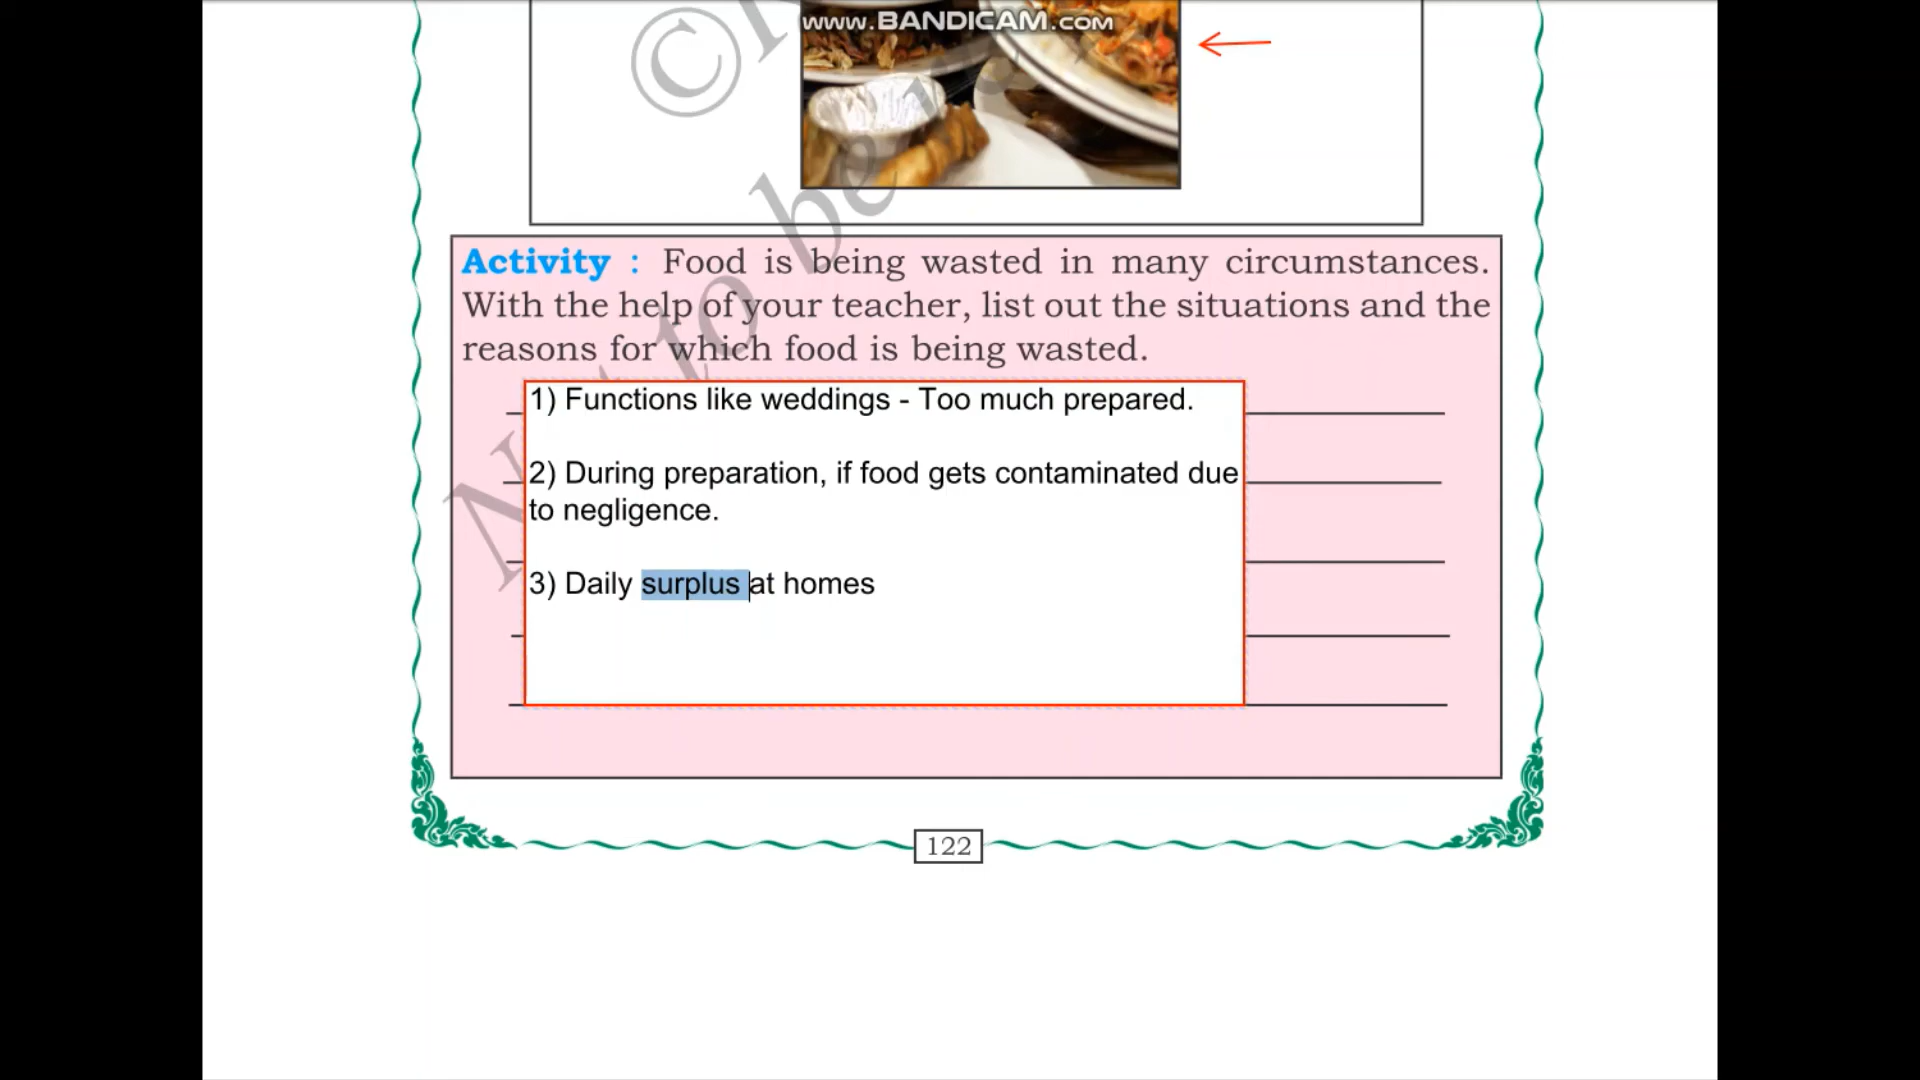 www.BANDICAM.com
©
Activity : Food is being wasted in many circumstances.
With the help of your teacher, list out the situations and the
reasons for which food is being wasted.
1) Functions like weddings - Too much prepared.
2) During preparation, if food gets contaminated due
to negligence.
3) Daily surplus at homes
to be
122